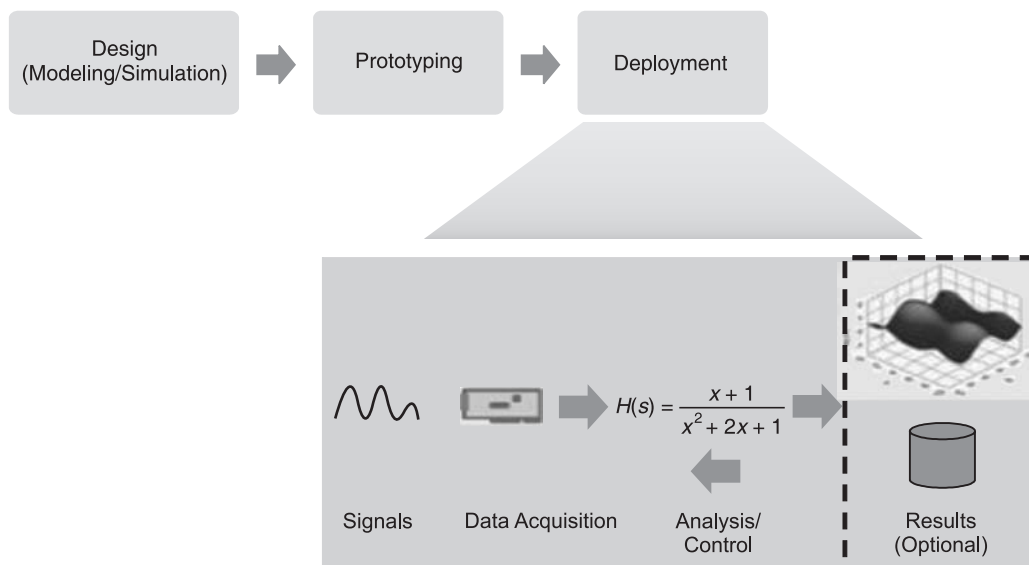 Design
(Modeling/Simulation)
Prototyping
Deployment
H(s) = x + 1 / x² + 2x + 1
Signals
Data Acquisition
Analysis/
Control
Results
(Optional)